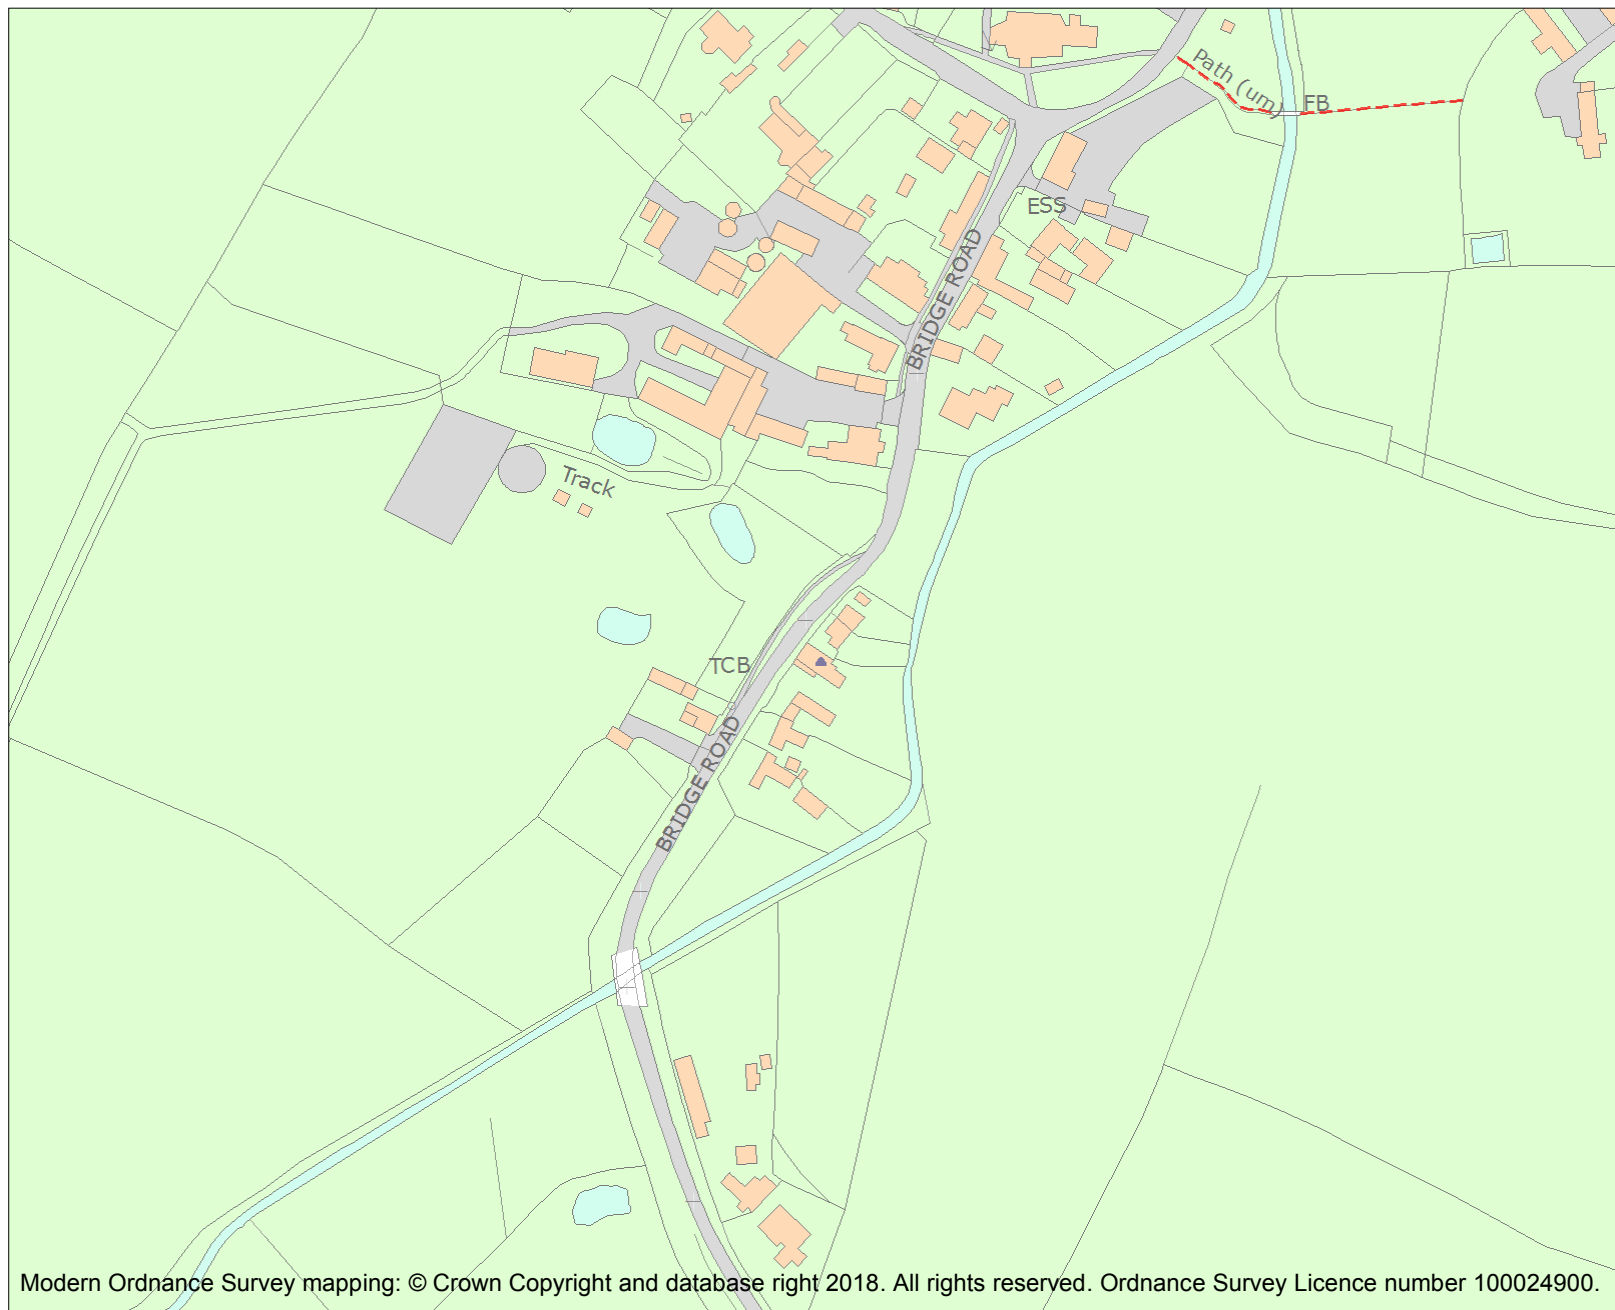 Path (um)
FB
ESS
BRIDGE ROAD
Track
TCB
BRIDGE ROAD
Modern Ordnance Survey mapping: © Crown Copyright and database right 2018. All rights reserved. Ordnance Survey Licence number 100024900.